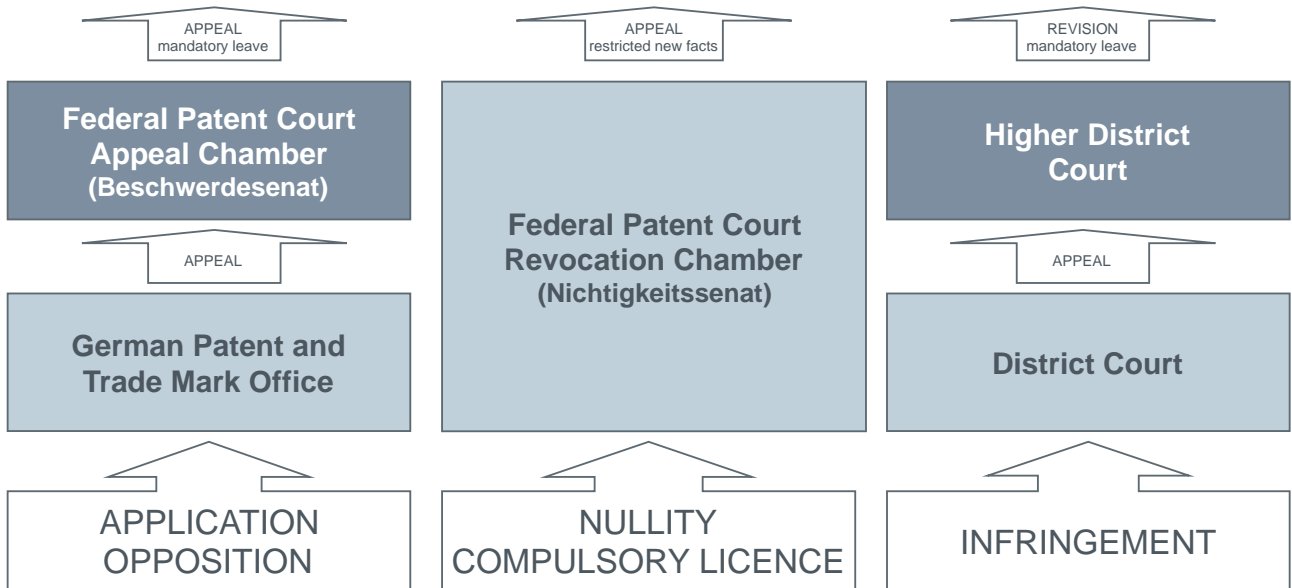 APPEAL
mandatory leave
APPEAL
restricted new facts
REVISION
mandatory leave
Federal Patent Court
Appeal Chamber
(Beschwerdesenat)
Federal Patent Court
Revocation Chamber
(Nichtigkeitssenat)
Higher District
Court
APPEAL
APPEAL
German Patent and
Trade Mark Office
District Court
APPLICATION
OPPOSITION
NULLITY
COMPULSORY LICENCE
INFRINGEMENT